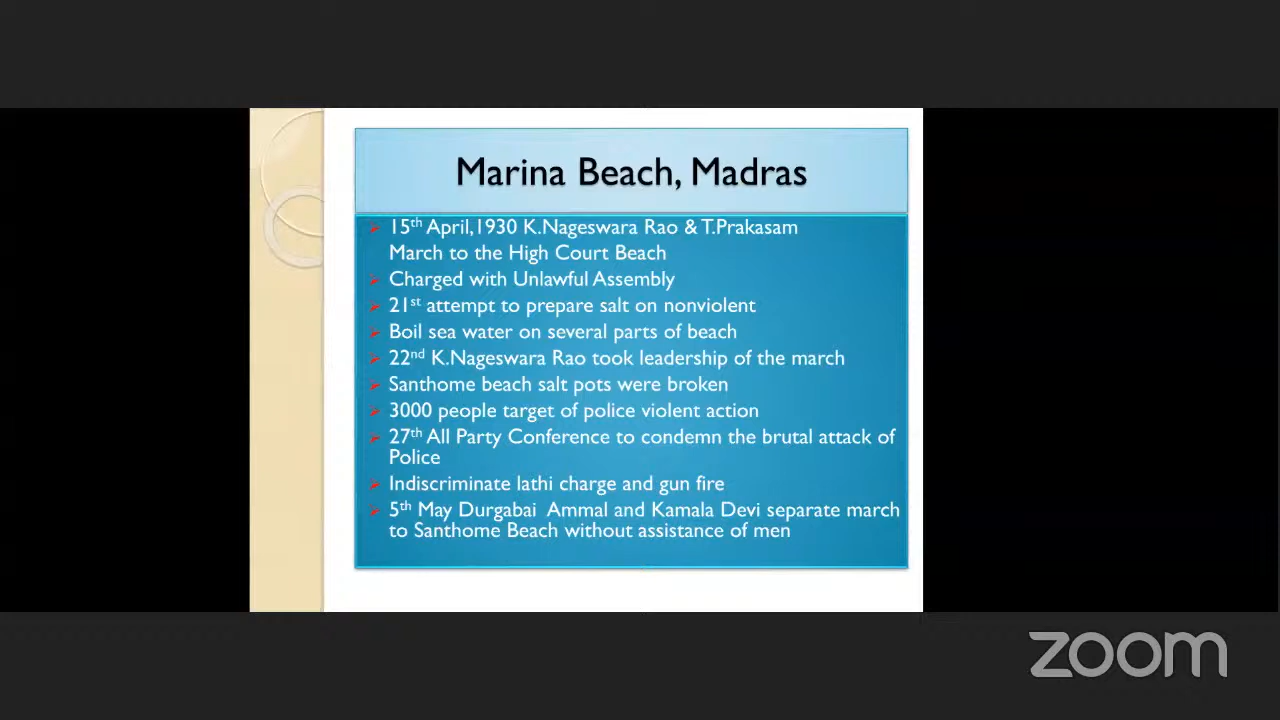 Marina Beach, Madras
15th April,1930 K.Nageswara Rao & T.Prakasam
March to the High Court Beach
Charged with Unlawful Assembly
21st attempt to prepare salt on nonviolent
Boil sea water on several parts of beach
22nd K.Nageswara Rao took leadership of the march
Santhome beach salt pots were broken
3000 people target of police violent action
27th All Party Conference to condemn the brutal attack of
Police
Indiscriminate lathi charge and gun fire
5th May Durgabai Ammal and Kamala Devi separate march
to Santhome Beach without assistance of men
zoom